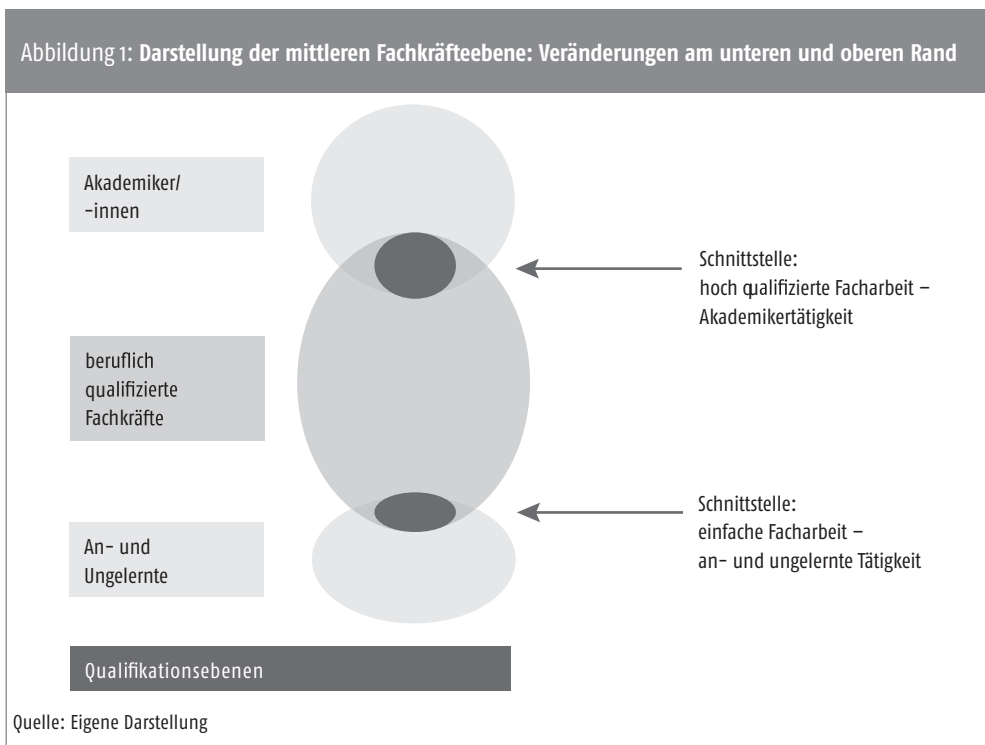 Abbildung 1: Darstellung der mittleren Fachkräfteebene: Veränderungen am unteren und oberen Rand
Akademiker/
-innen
Schnittstelle:
hoch qualifizierte Facharbeit –
Akademikertätigkeit
beruflich
qualifizierte
Fachkräfte
Schnittstelle:
einfache Facharbeit –
an- und ungelernte Tätigkeit
An- und
Ungelernte
Qualifikationsebenen
Quelle: Eigene Darstellung